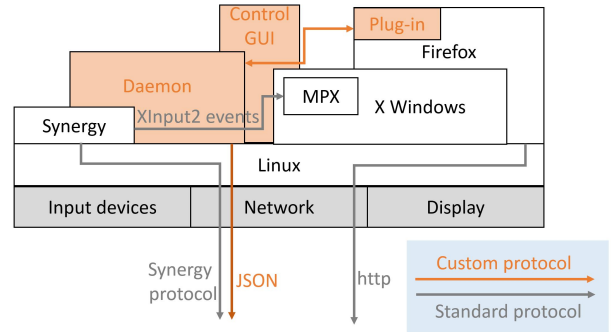 Control
GUI
Plug-in
Firefox
Daemon
MPX
X Windows
XInput2 events
Synergy
Linux
Input devices
Network
Display
Synergy
protocol
JSON
http
Custom protocol
Standard protocol